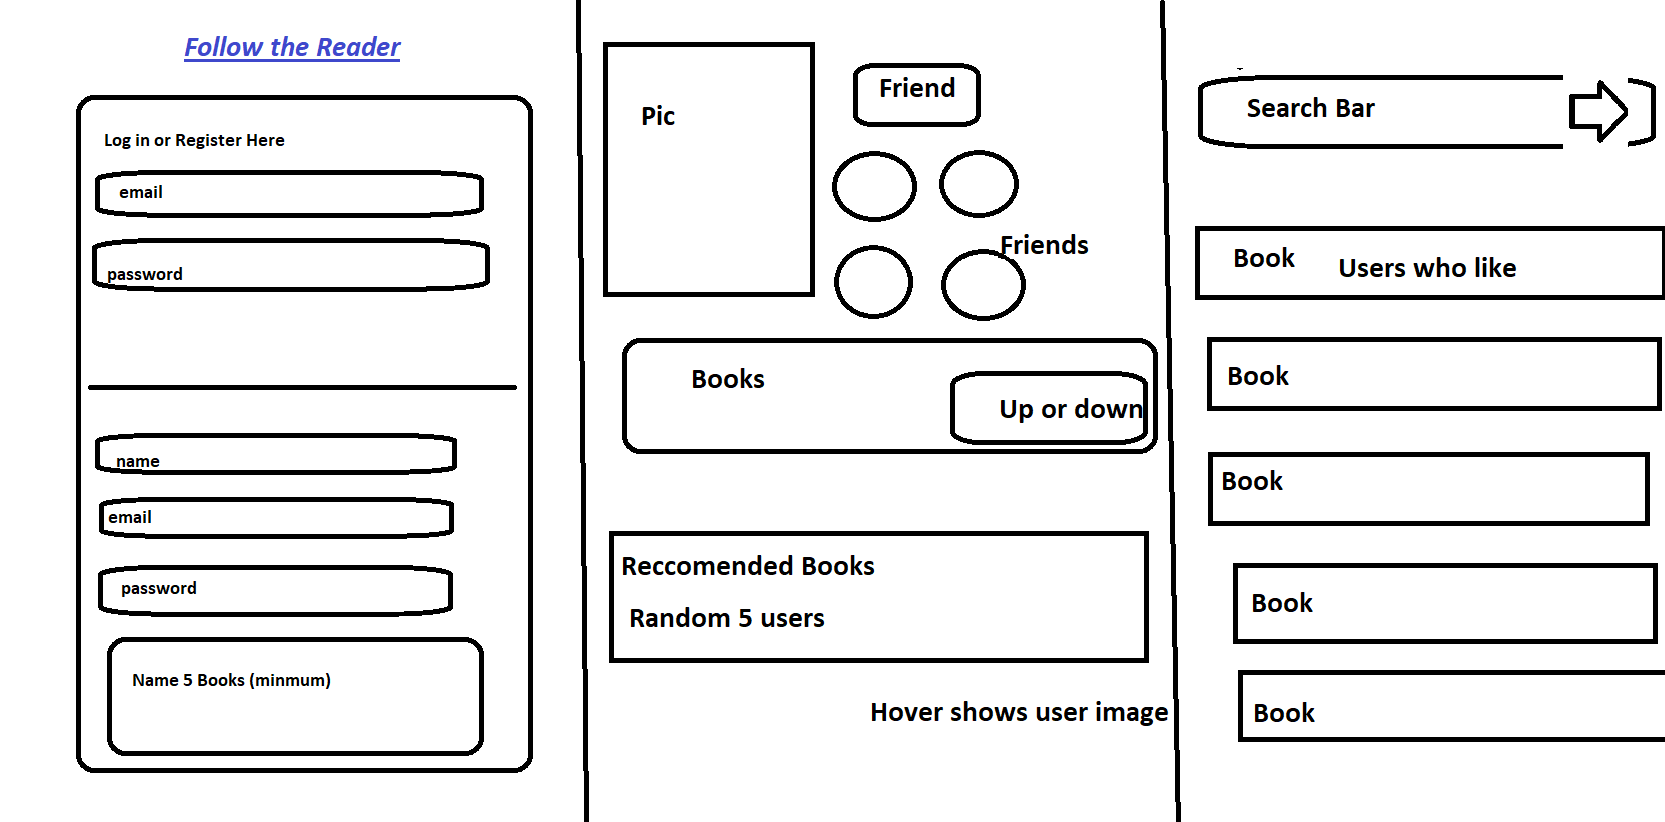 Follow the Reader
Log in or Register Here
email
password
name
email
password
Name 5 Books (minmum)
Pic
Friend
Friends
Books
Up or down
Reccomended Books
Random 5 users
Hover shows user image
Search Bar
Book
Users who like
Book
Book
Book
Book